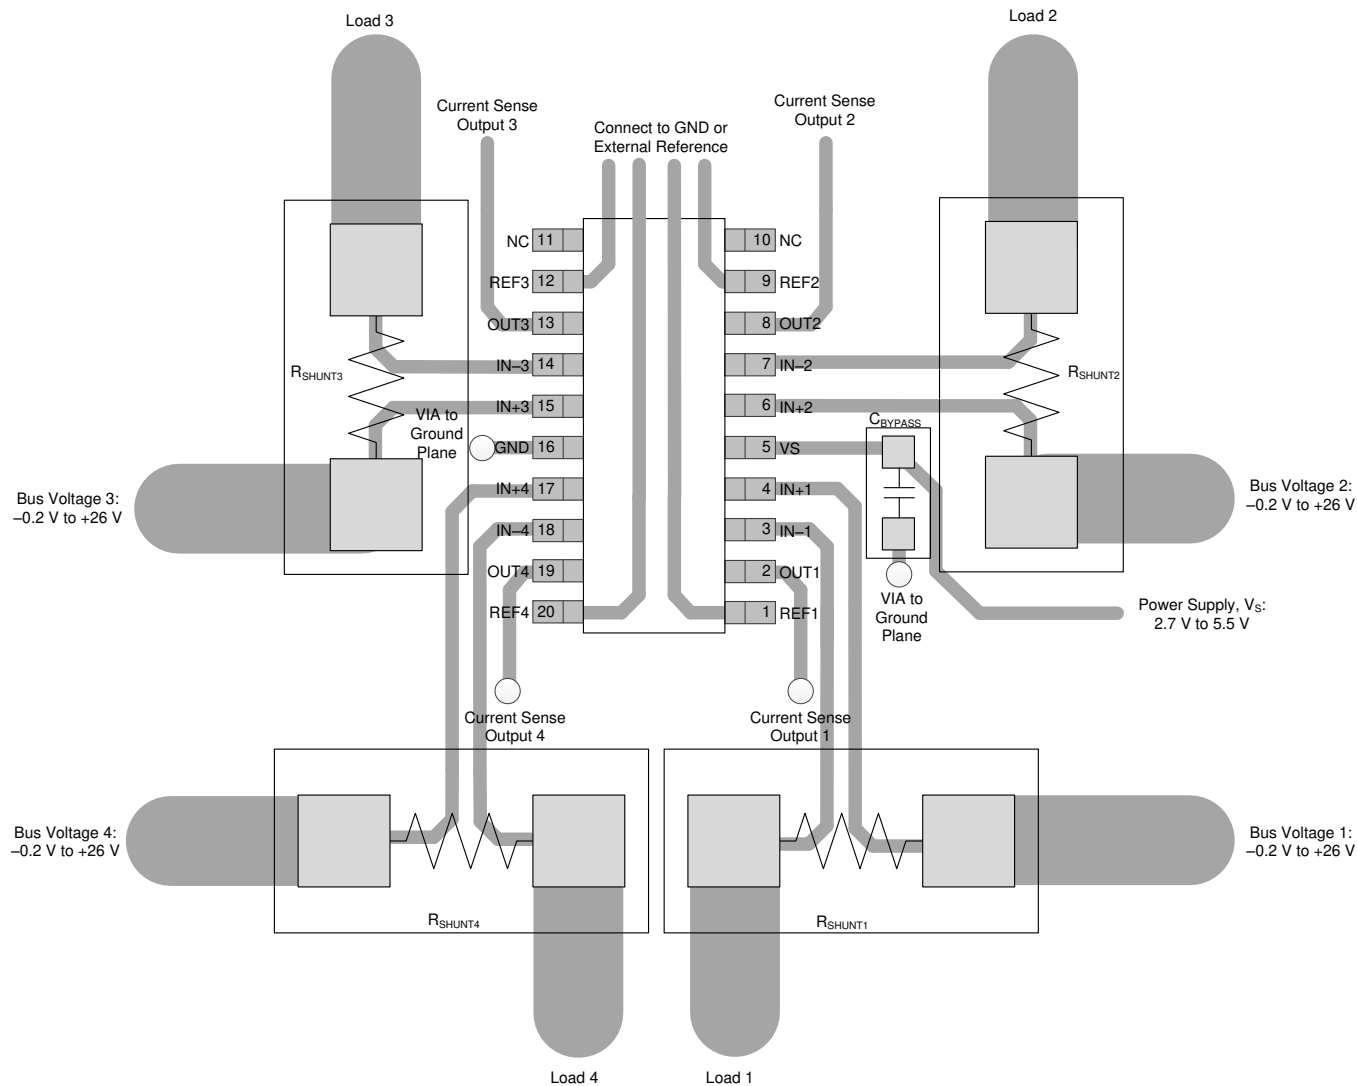 Load 3
Load 2
Current Sense
Output 3
Connect to GND or
External Reference
Current Sense
Output 2
NC 11
10 NC
REF3 12
9 REF2
OUT3 13
8 OUT2
IN–3 14
7 IN–2
RSHUNT3
RSHUNT2
IN+3 15
6 IN+2
VIA to
Ground
Plane
CBYPASS
GND 16
5 VS
IN+4 17
4 IN+1
Bus Voltage 3:
–0.2 V to +26 V
Bus Voltage 2:
–0.2 V to +26 V
IN–4 18
3 IN–1
OUT4 19
2 OUT1
REF4 20
1 REF1
VIA to
Ground
Plane
Power Supply, VS:
2.7 V to 5.5 V
Current Sense
Output 4
Current Sense
Output 1
Bus Voltage 4:
–0.2 V to +26 V
Bus Voltage 1:
–0.2 V to +26 V
RSHUNT4
RSHUNT1
Load 4
Load 1